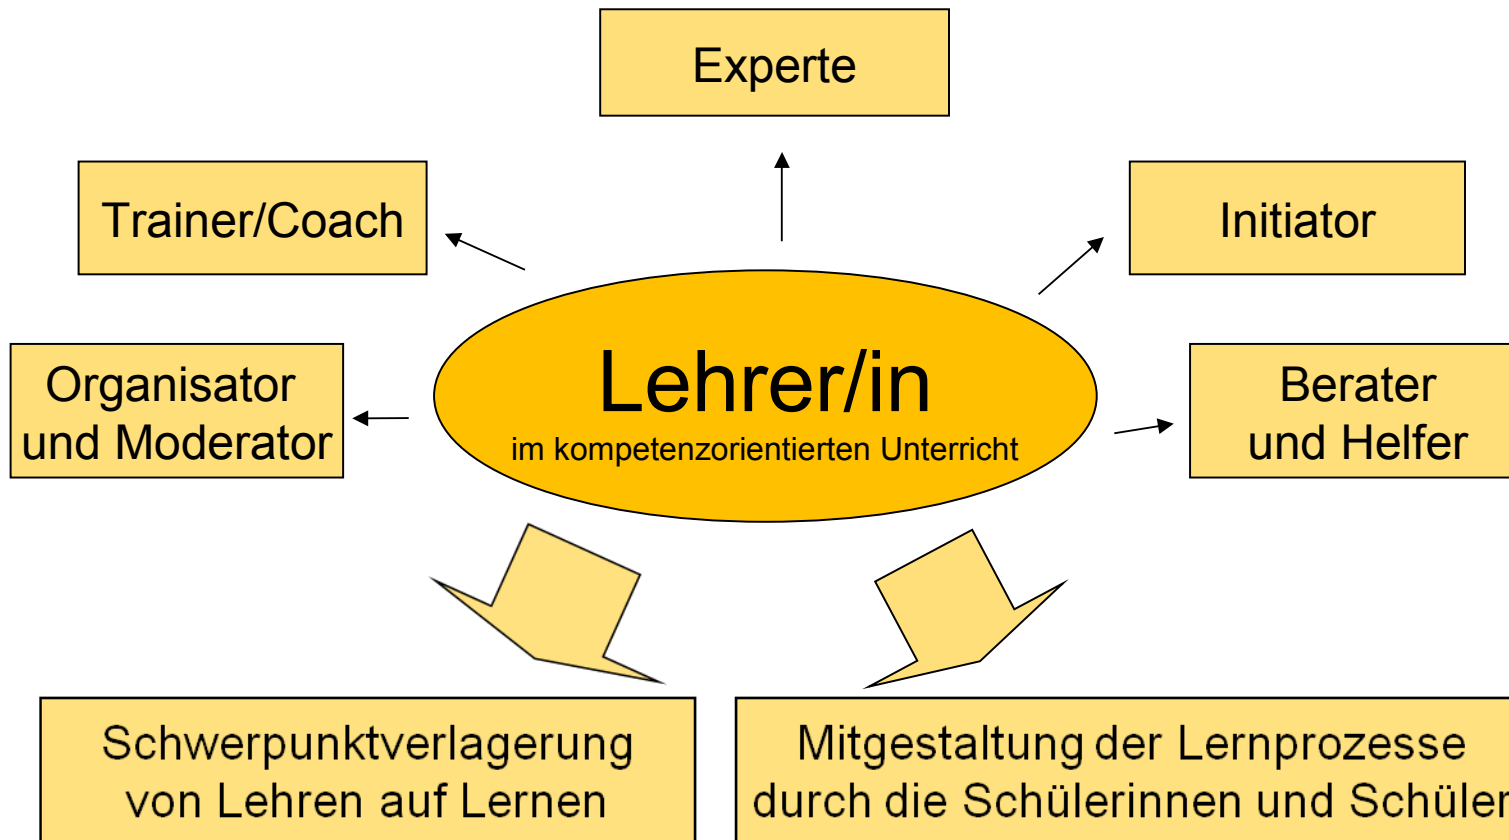 Experte
Trainer/Coach
Initiator
Organisator
und Moderator
Lehrer/in
im kompetenzorientierten Unterricht
Berater
und Helfer
Schwerpunktverlagerung
von Lehren auf Lernen
Mitgestaltung der Lernprozesse
durch die Schülerinnen und Schüler